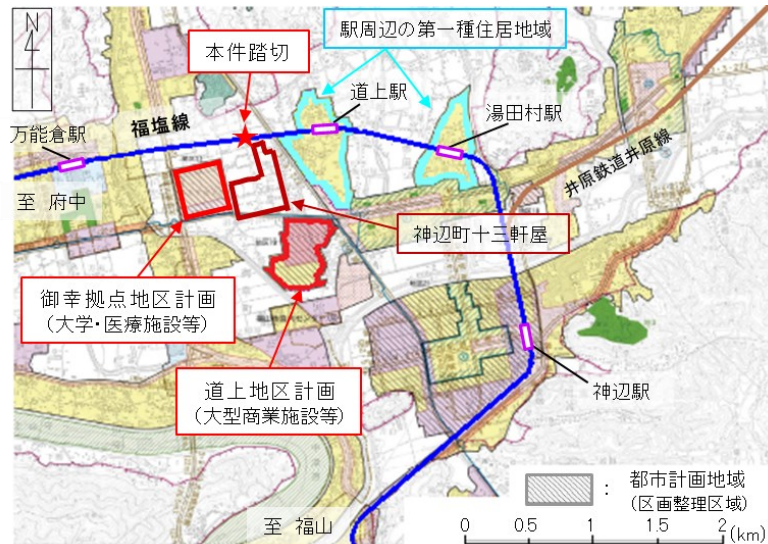 N
駅周辺の第一種住居地域
本件踏切
道上駅
湯田村駅
福塩線
万能倉駅
井原鉄道井原線
至 府中
神辺町十三軒屋
御幸拠点地区計画
(大学・医療施設等)
道上地区計画
(大型商業施設等)
神辺駅
都市計画地域
(区画整理区域)
:
至 福山
0 0.5 1 1.5 2 (km)